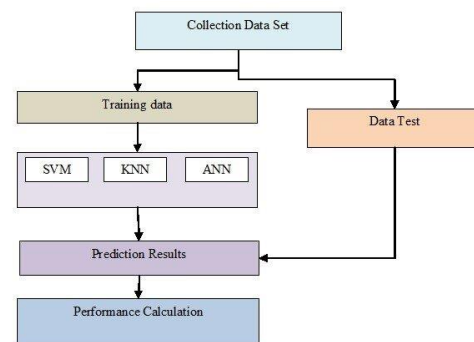 Collection Data Set
Training data
Data Test
SVM KNN ANN
Prediction Results
Performance Calculation